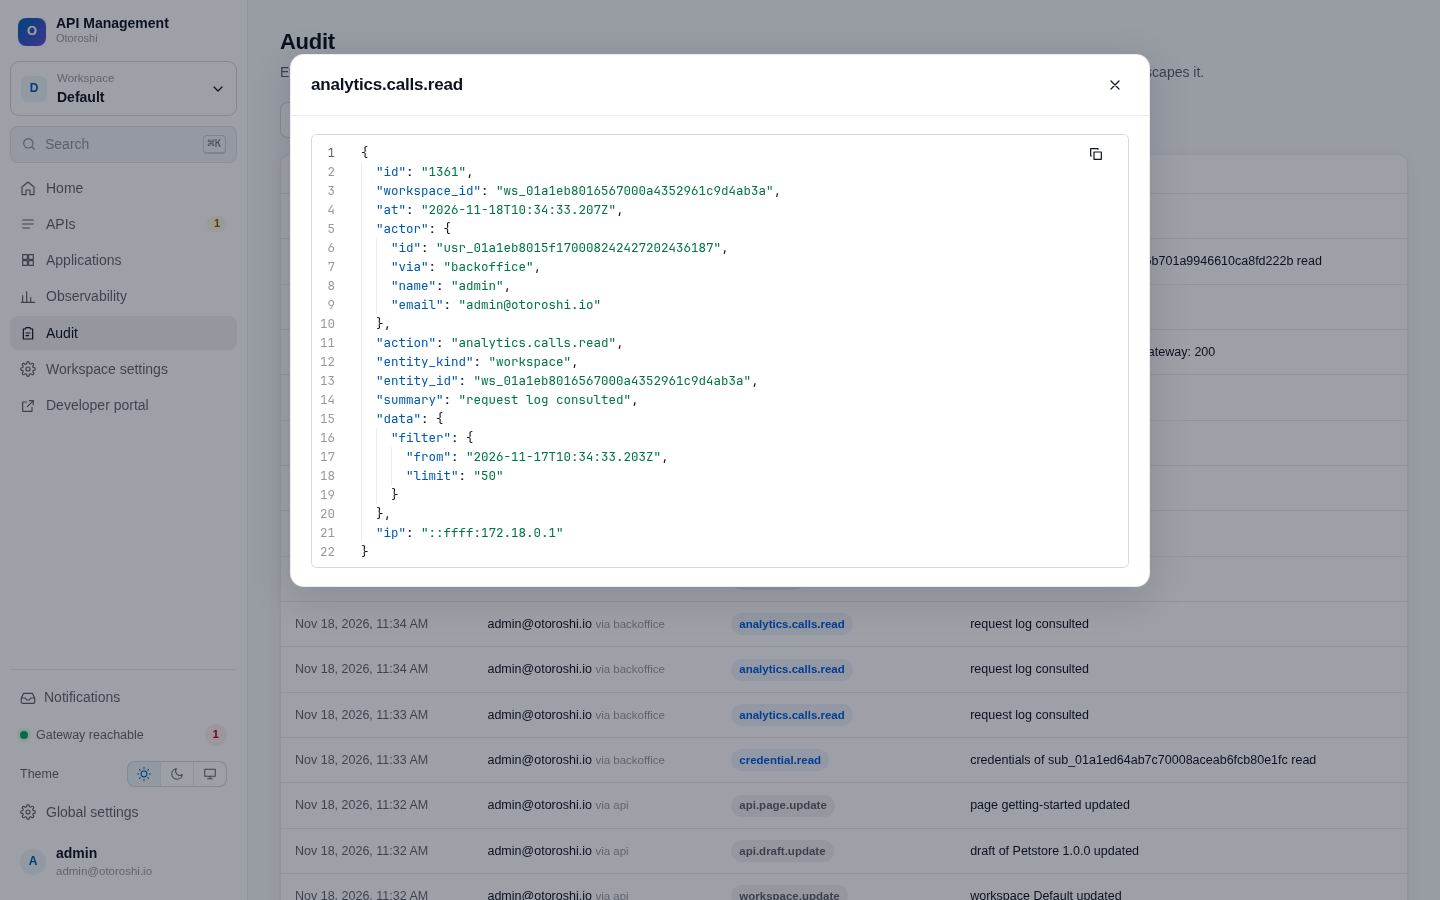 O
API Management
Otoroshi
D
Workspace
Default
Search
⌘K
Home
APIs
1
Applications
Observability
Audit
Workspace settings
Developer portal
Notifications
Gateway reachable
1
Theme
Global settings
A
admin
admin@otoroshi.io
Audit
E
scapes it.
analytics.calls.read
1 {
2 "id": "1361",
3 "workspace_id": "ws_01a1eb8016567000a4352961c9d4ab3a",
4 "at": "2026-11-18T10:34:33.207Z",
5 "actor": {
6 "id": "usr_01a1eb8015f170008242427202436187",
7 "via": "backoffice",
8 "name": "admin",
9 "email": "admin@otoroshi.io"
10 },
11 "action": "analytics.calls.read",
12 "entity_kind": "workspace",
13 "entity_id": "ws_01a1eb8016567000a4352961c9d4ab3a",
14 "summary": "request log consulted",
15 "data": {
16 "filter": {
17 "from": "2026-11-17T10:34:33.203Z",
18 "limit": "50"
19 }
20 },
21 "ip": "::ffff:172.18.0.1"
22 }
b701a9946610ca8fd222b read
ateway: 200
Nov 18, 2026, 11:34 AM admin@otoroshi.io via backoffice analytics.calls.read request log consulted
Nov 18, 2026, 11:34 AM admin@otoroshi.io via backoffice analytics.calls.read request log consulted
Nov 18, 2026, 11:33 AM admin@otoroshi.io via backoffice analytics.calls.read request log consulted
Nov 18, 2026, 11:33 AM admin@otoroshi.io via backoffice credential.read credentials of sub_01a1ed64ab7c70008aceab6fcb80e1fc read
Nov 18, 2026, 11:32 AM admin@otoroshi.io via api api.page.update page getting-started updated
Nov 18, 2026, 11:32 AM admin@otoroshi.io via api api.draft.update draft of Petstore 1.0.0 updated
Nov 18, 2026, 11:32 AM admin@otoroshi.io via api workspace.update workspace Default updated